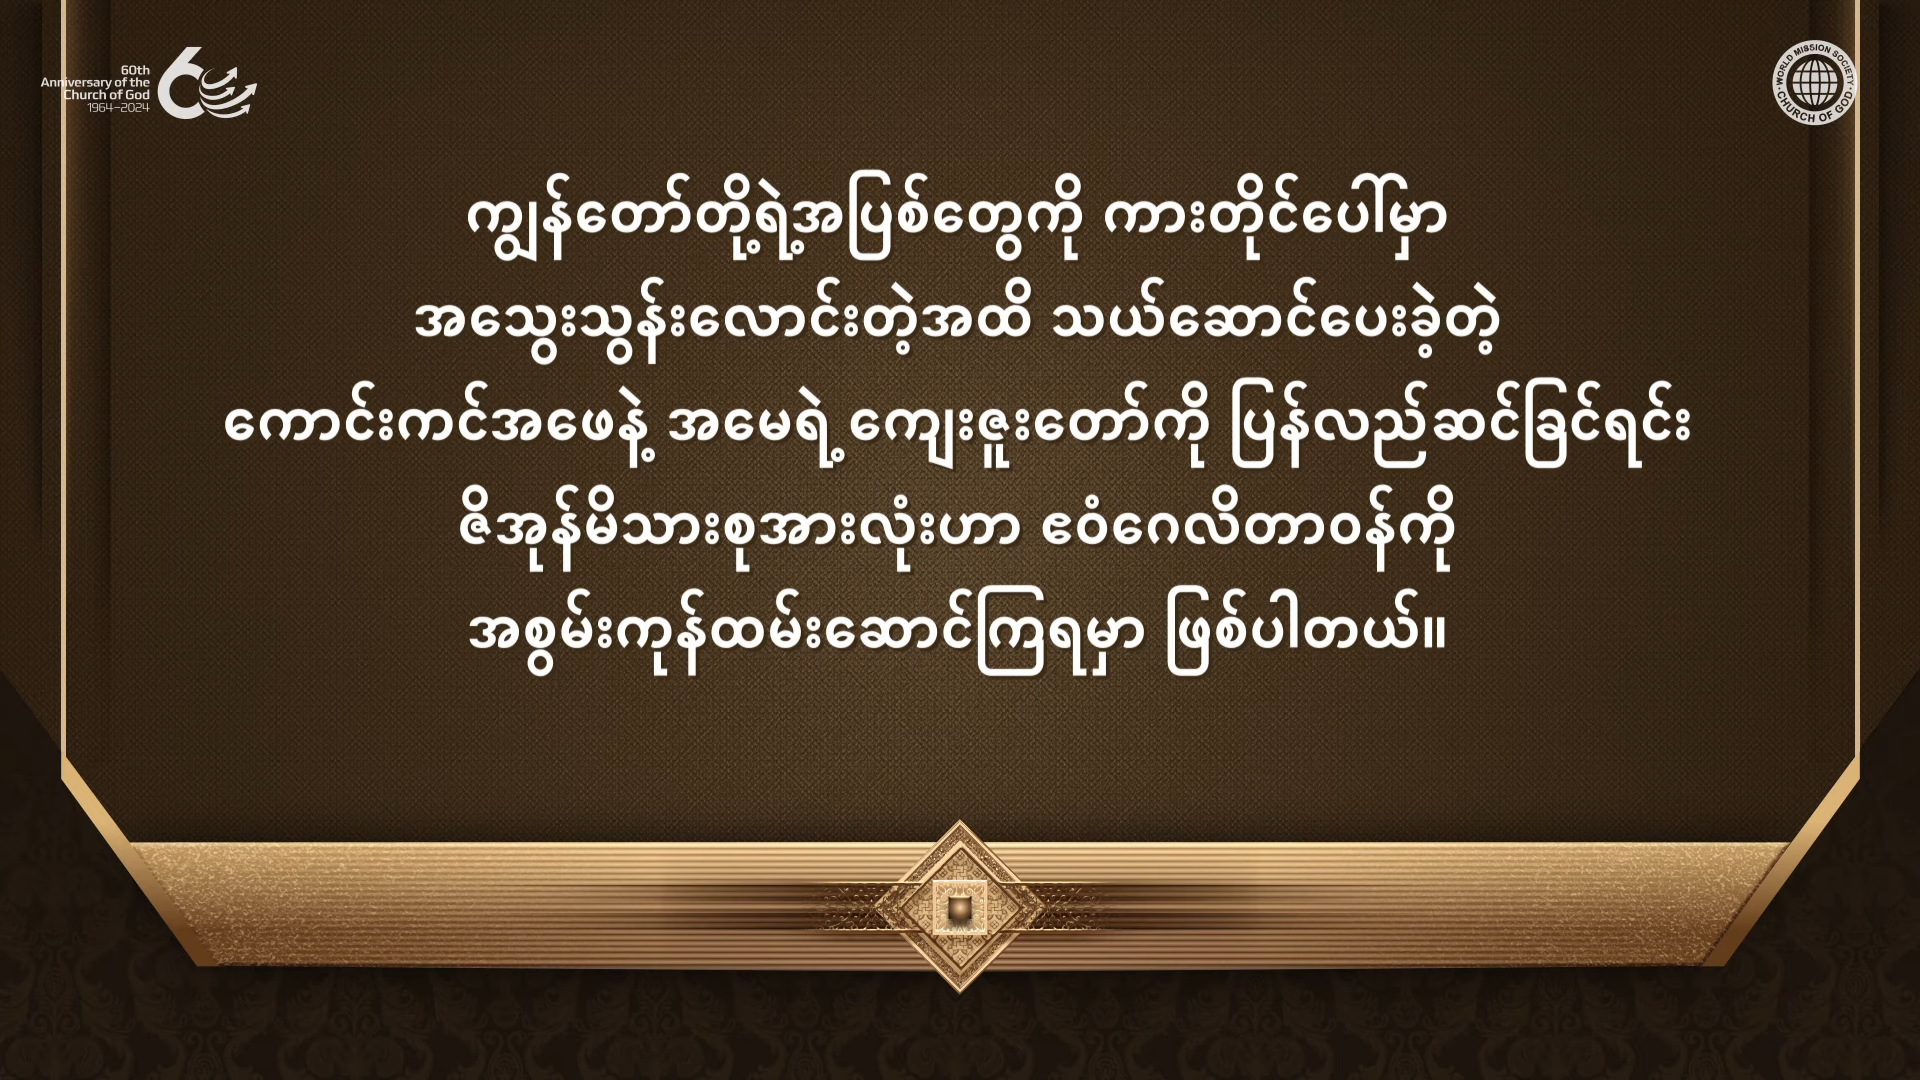 60th
Anniversary of the
Church of God
1964–2024
60
WORLD MISSION SOCIETY
CHURCH OF GOD
ကျွန်တော်တို့ရဲ့အပြစ်တွေကို ကားတိုင်ပေါ်မှာ
အသွေးသွန်းလောင်းတဲ့အထိ သယ်ဆောင်ပေးခဲ့တဲ့
ကောင်းကင်အဖေနဲ့ အမေရဲ့ ကျေးဇူးတော်ကို ပြန်လည်ဆင်ခြင်ရင်း
ဇိအုန်မိသားစုအားလုံးဟာ ဧဝံဂေလိတာဝန်ကို
အစွမ်းကုန်ထမ်းဆောင်ကြရမှာ ဖြစ်ပါတယ်။